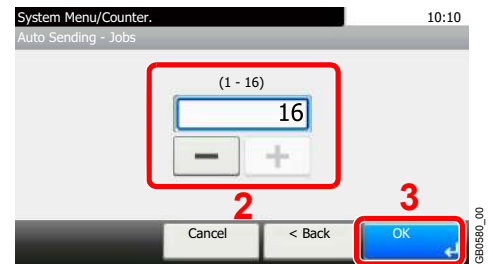 System Menu/Counter. 10:10
Auto Sending - Jobs
(1 - 16)
16
2
3
Cancel < Back OK
GB0580_00